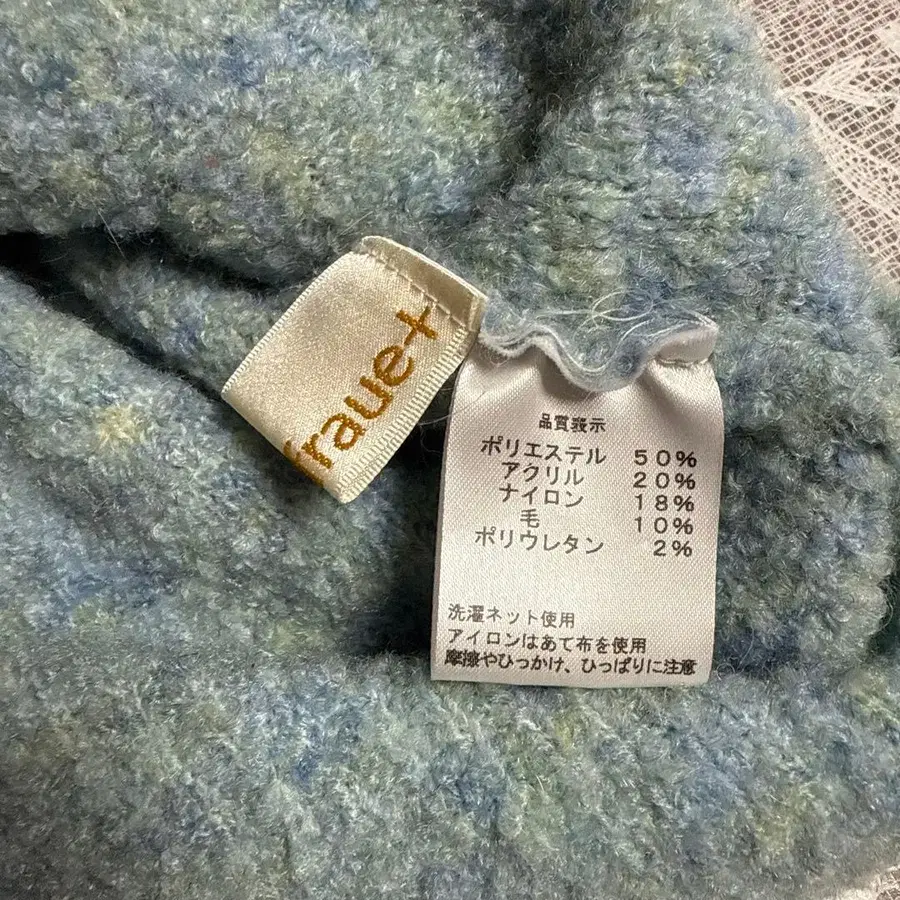 fraue+
品質表示
ポリエステル 50%
アクリル 20%
ナイロン 18%
毛 10%
ポリウレタン 2%
洗濯ネット使用
アイロンはあて布を使用
摩擦やひっかけ、ひっぱりに注意